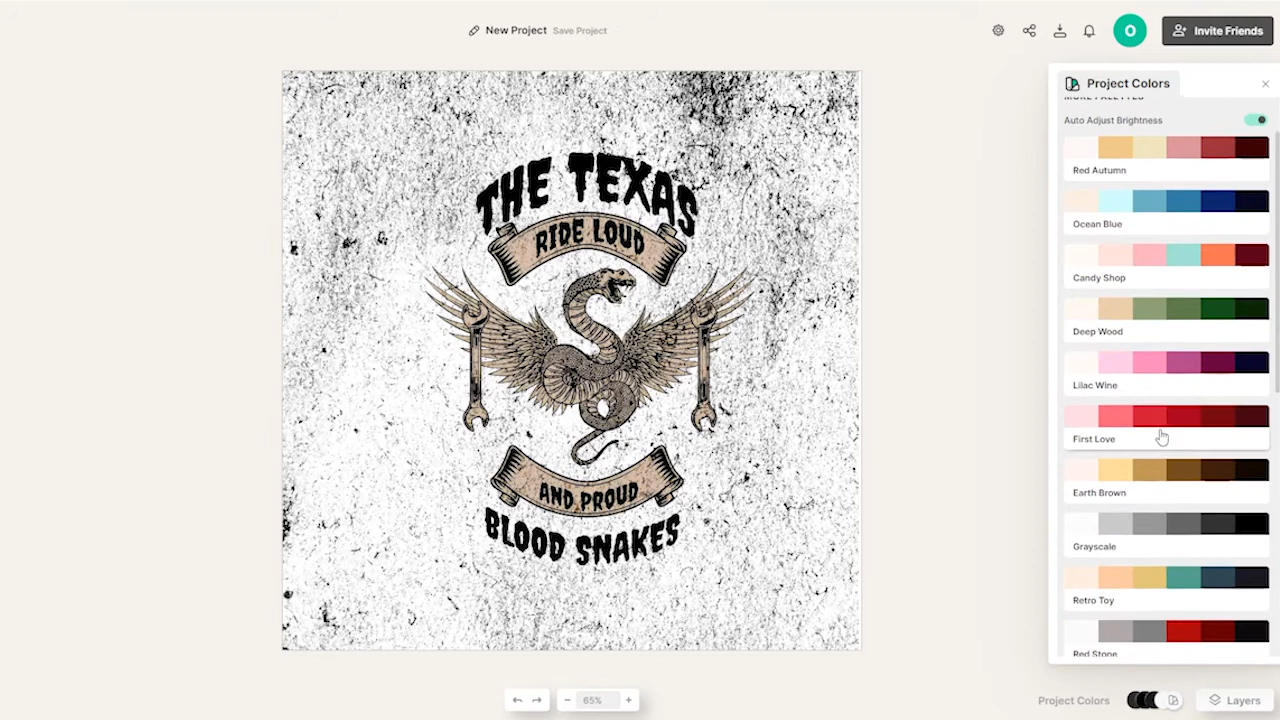 New Project Save Project
O
Invite Friends
Project Colors
MORE PALETTES
Auto Adjust Brightness
Red Autumn
Ocean Blue
Candy Shop
Deep Wood
Lilac Wine
First Love
Earth Brown
Grayscale
Retro Toy
Red Stone
THE TEXAS
RIDE LOUD
AND PROUD
BLOOD SNAKES
65%
Project Colors
Layers